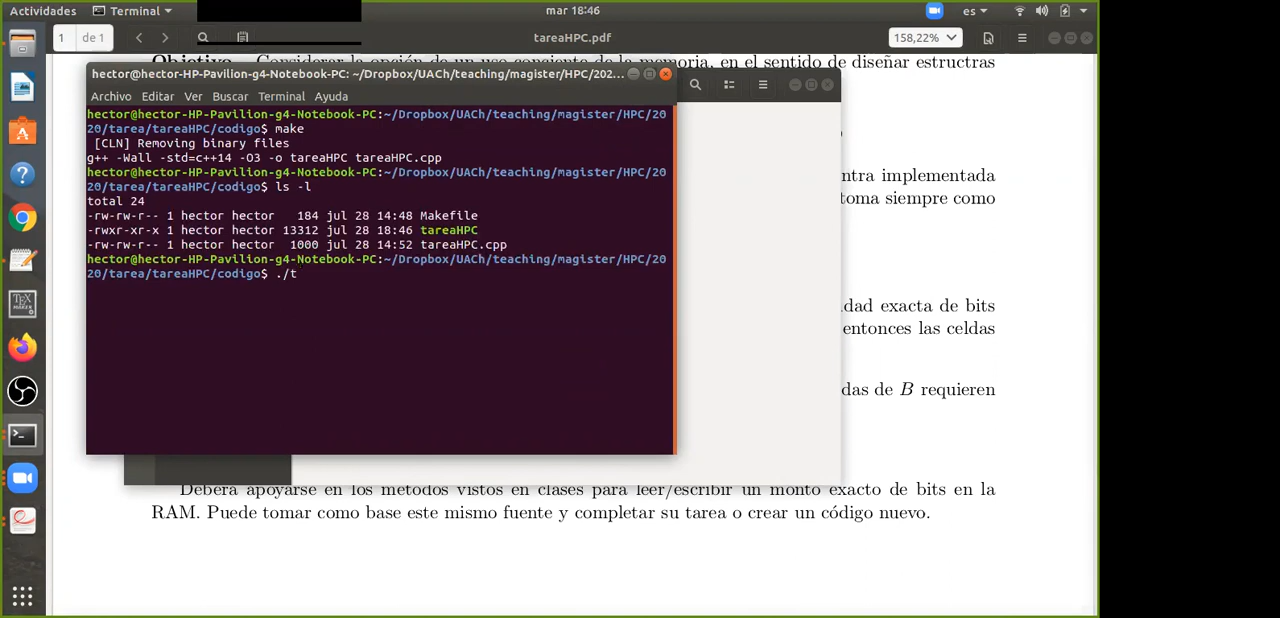 Actividades Terminal mar 18:46 es
1 de 1 tareaHPC.pdf 158,22%
Objetivo Considerar la opción de un uso conciente de la memoria, en el sentido de diseñar estructras
hector@hector-HP-Pavilion-g4-Notebook-PC: ~/Dropbox/UACh/teaching/magister/HPC/202...
Archivo Editar Ver Buscar Terminal Ayuda
hector@hector-HP-Pavilion-g4-Notebook-PC:~/Dropbox/UACh/teaching/magister/HPC/20
20/tarea/tareaHPC/codigo$ make
[CLN] Removing binary files
g++ -Wall -std=c++14 -O3 -o tareaHPC tareaHPC.cpp
hector@hector-HP-Pavilion-g4-Notebook-PC:~/Dropbox/UACh/teaching/magister/HPC/20
20/tarea/tareaHPC/codigo$ ls -l
total 24
-rw-rw-r-- 1 hector hector 184 jul 28 14:48 Makefile
-rwxr-xr-x 1 hector hector 13312 jul 28 18:46 tareaHPC
-rw-rw-r-- 1 hector hector 1000 jul 28 14:52 tareaHPC.cpp
hector@hector-HP-Pavilion-g4-Notebook-PC:~/Dropbox/UACh/teaching/magister/HPC/20
20/tarea/tareaHPC/codigo$ ./t
ntra implementada
toma siempre como
dad exacta de bits
entonces las celdas
das de B requieren
Deberá apoyarse en los métodos vistos en clases para leer/escribir un monto exacto de bits en la
RAM. Puede tomar como base este mismo fuente y completar su tarea o crear un código nuevo.